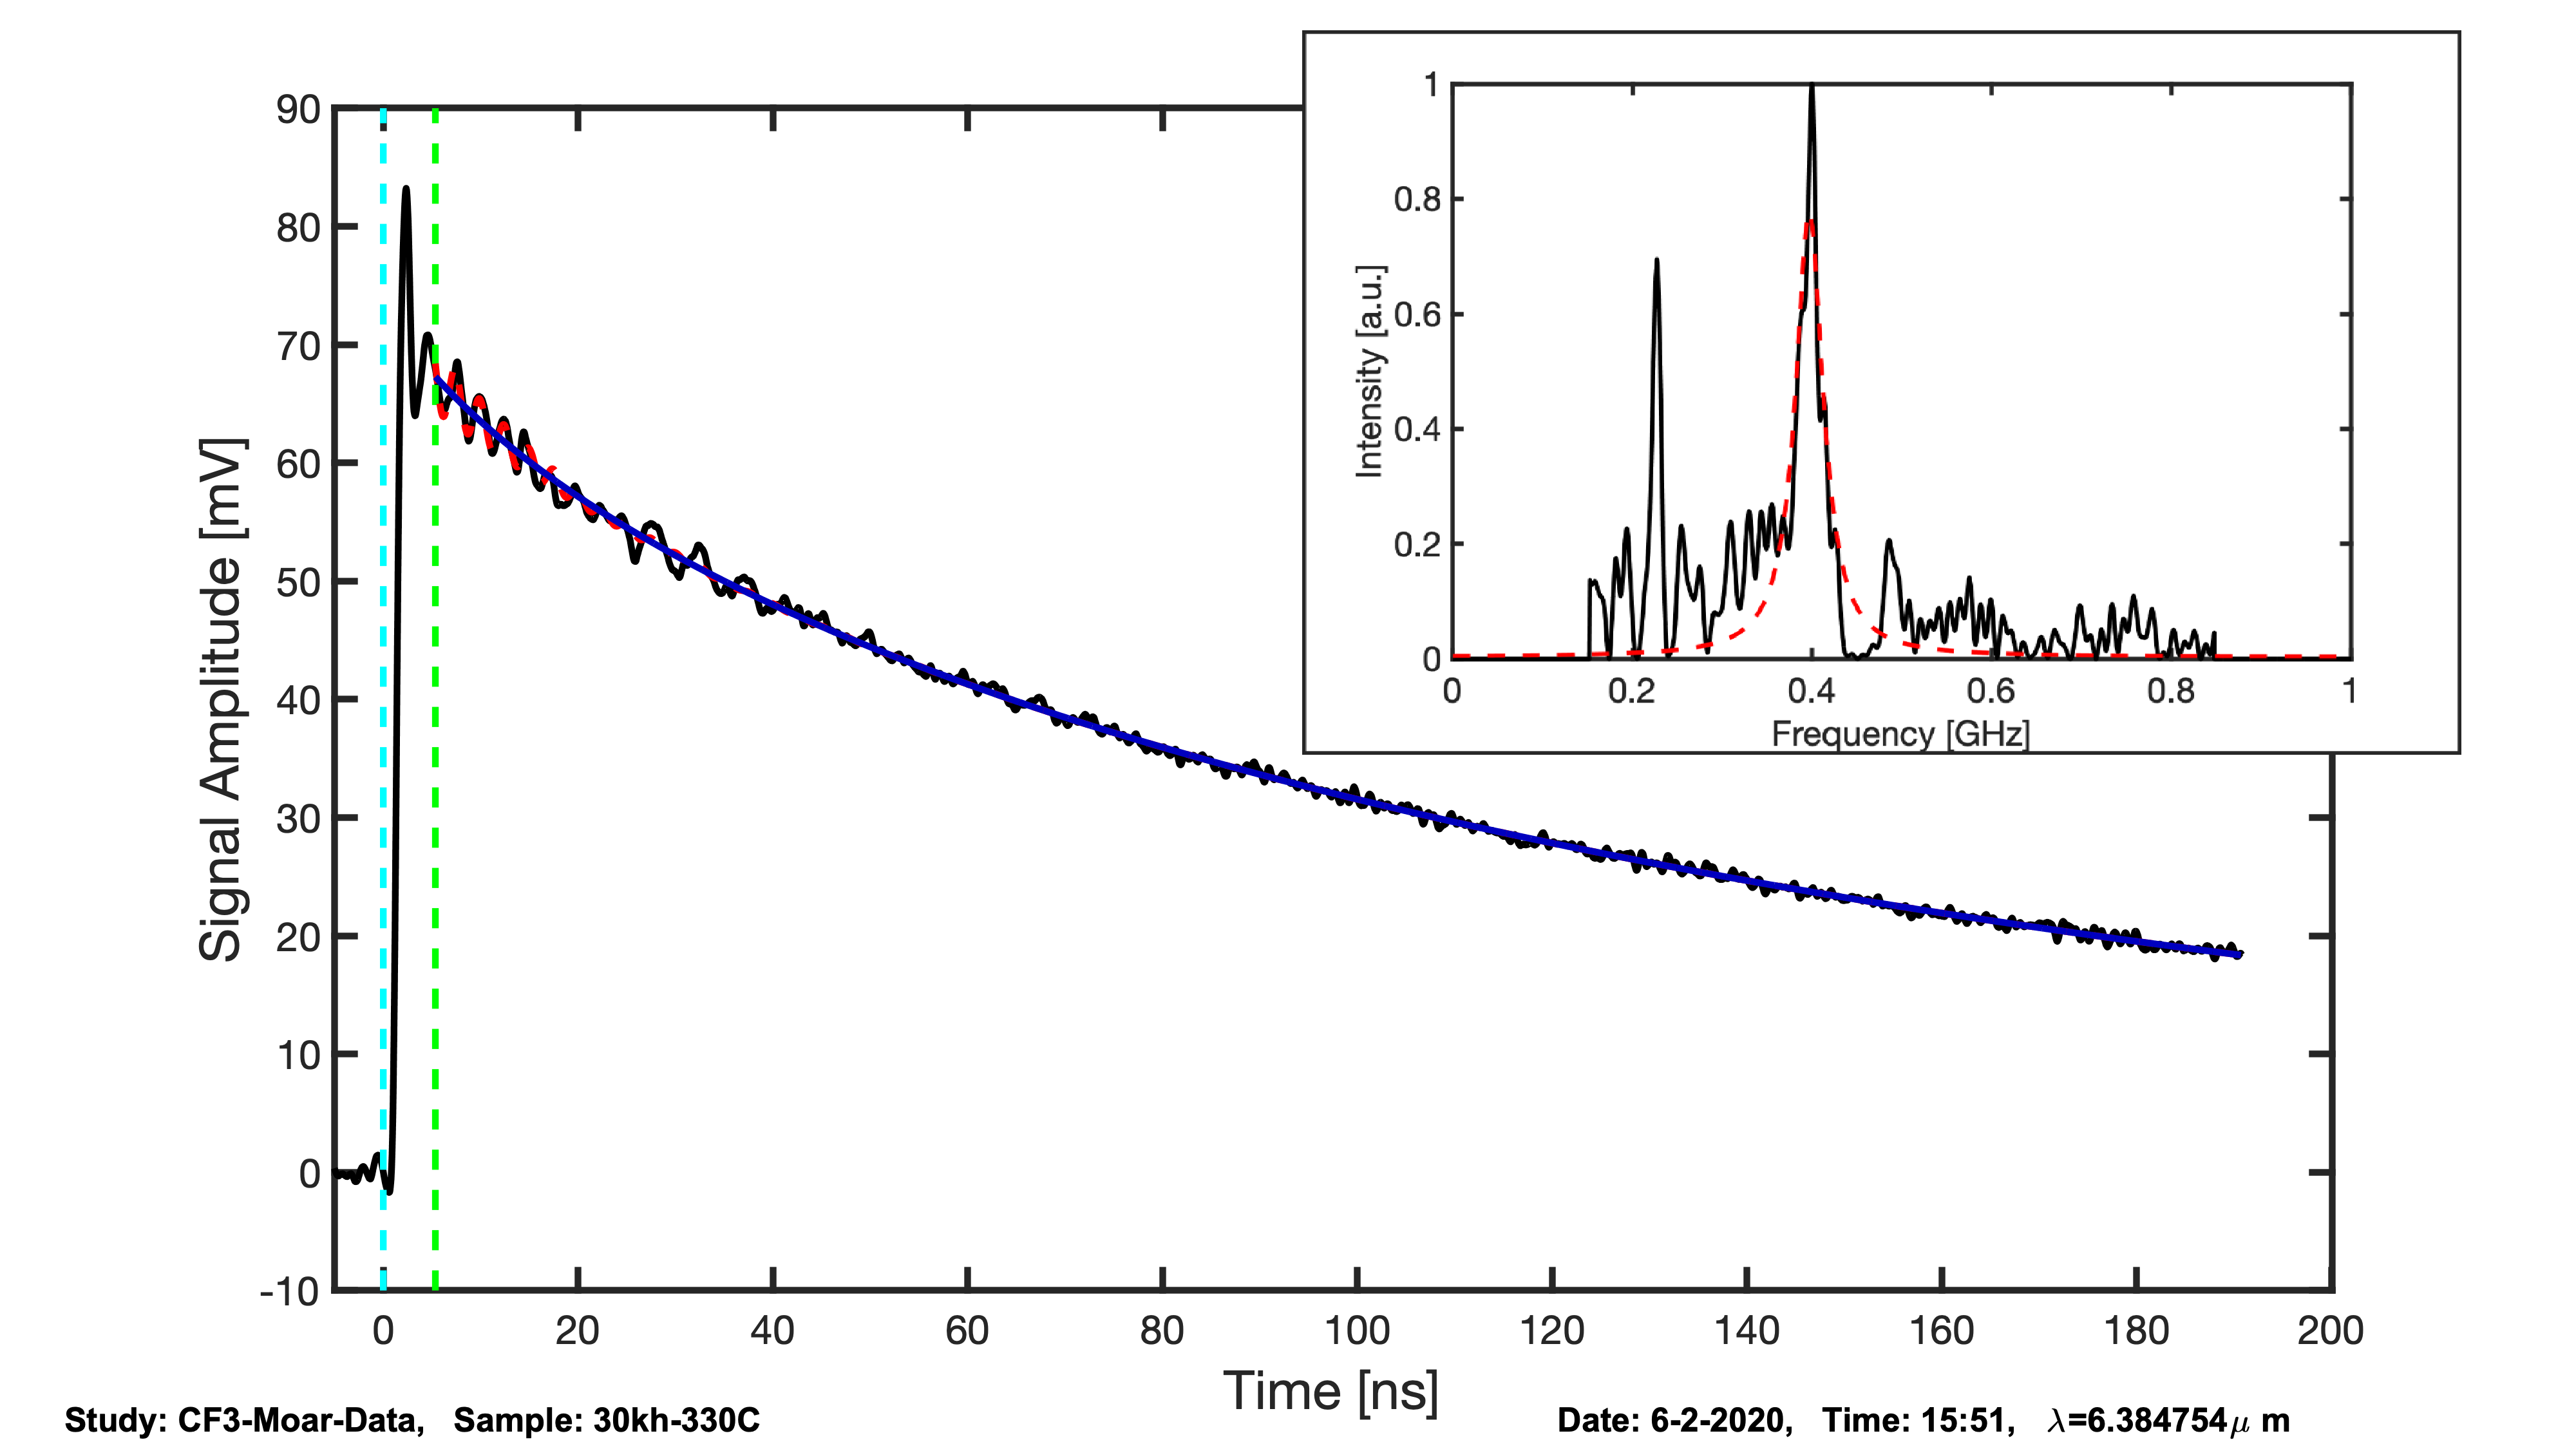 90
80
70
60
50
40
30
20
10
0
-10
Signal Amplitude [mV]
0 20 40 60 80 100 120 140 160 180 200
Time [ns]
1
0.8
0.6
0.4
0.2
0
Intensity [a.u.]
0 0.2 0.4 0.6 0.8 1
Frequency [GHz]
Study: CF3-Moar-Data, Sample: 30kh-330C
Date: 6-2-2020, Time: 15:51, λ=6.384754μ m